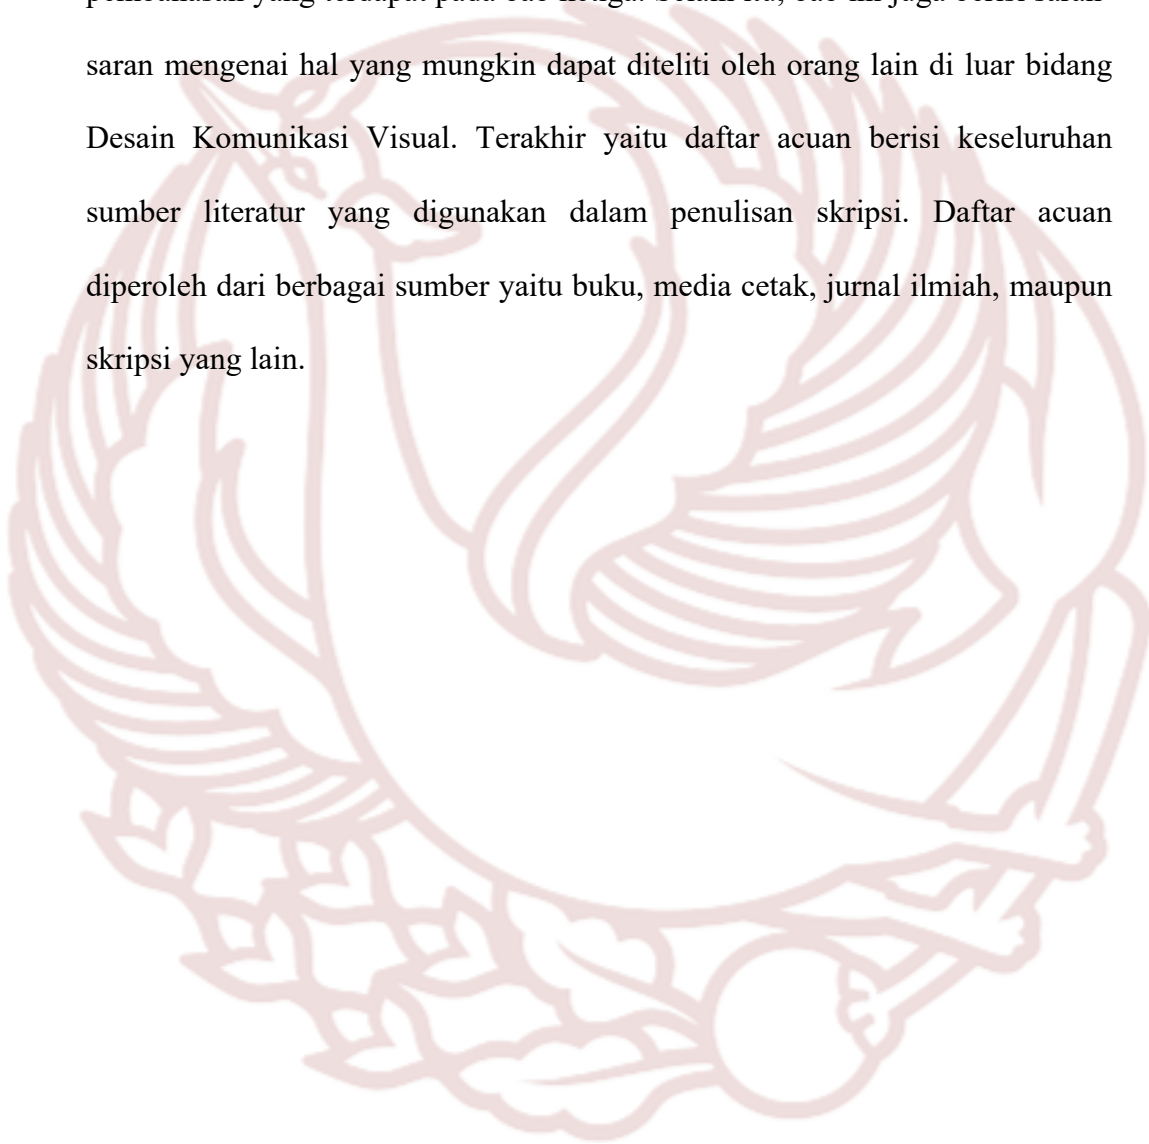 saran mengenai hal yang mungkin dapat diteliti oleh orang lain di luar bidang
Desain Komunikasi Visual. Terakhir yaitu daftar acuan berisi keseluruhan
sumber literatur yang digunakan dalam penulisan skripsi. Daftar acuan
diperoleh dari berbagai sumber yaitu buku, media cetak, jurnal ilmiah, maupun
skripsi yang lain.